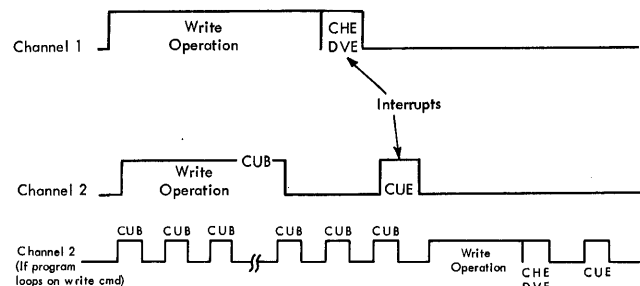 Write
Operation
CHE
DVE
Channel 1
Interrupts
CUB
Write
Operation
CUE
Channel 2
CUB CUB CUB CUB CUB CUB
Channel 2
(If program
loops on write cmd)
Write
Operation
CHE
DVE
CUE